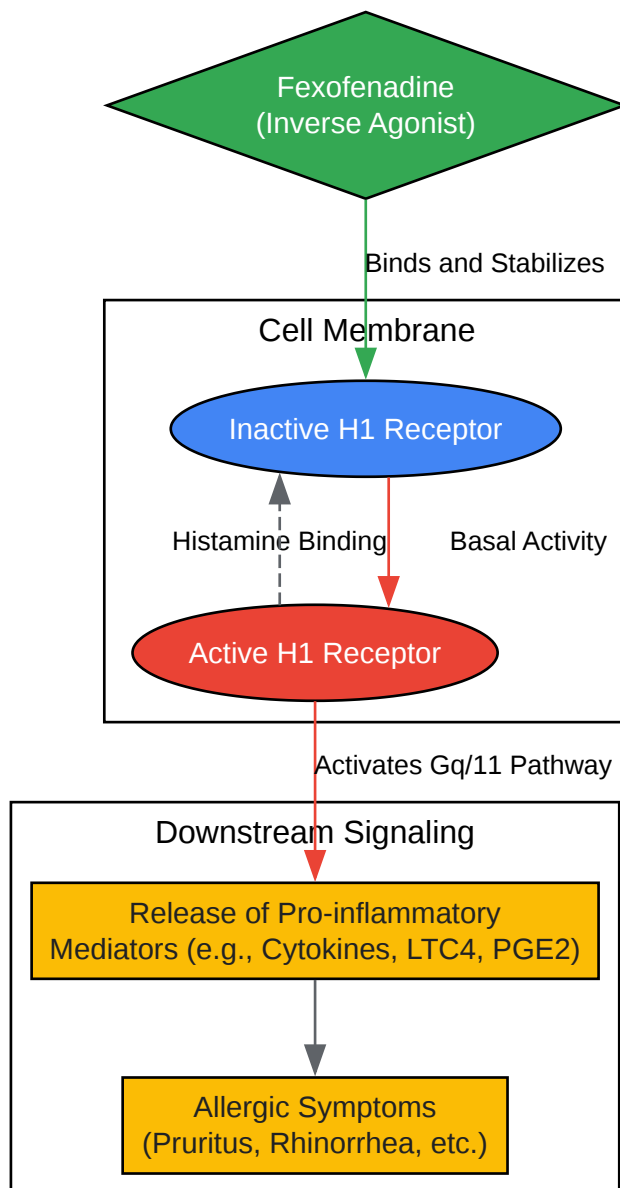 Fexofenadine
(Inverse Agonist)
Binds and Stabilizes
Cell Membrane
Inactive H1 Receptor
Histamine Binding
Basal Activity
Active H1 Receptor
Activates Gq/11 Pathway
Downstream Signaling
Release of Pro-inflammatory
Mediators (e.g., Cytokines, LTC4, PGE2)
Allergic Symptoms
(Pruritus, Rhinorrhea, etc.)